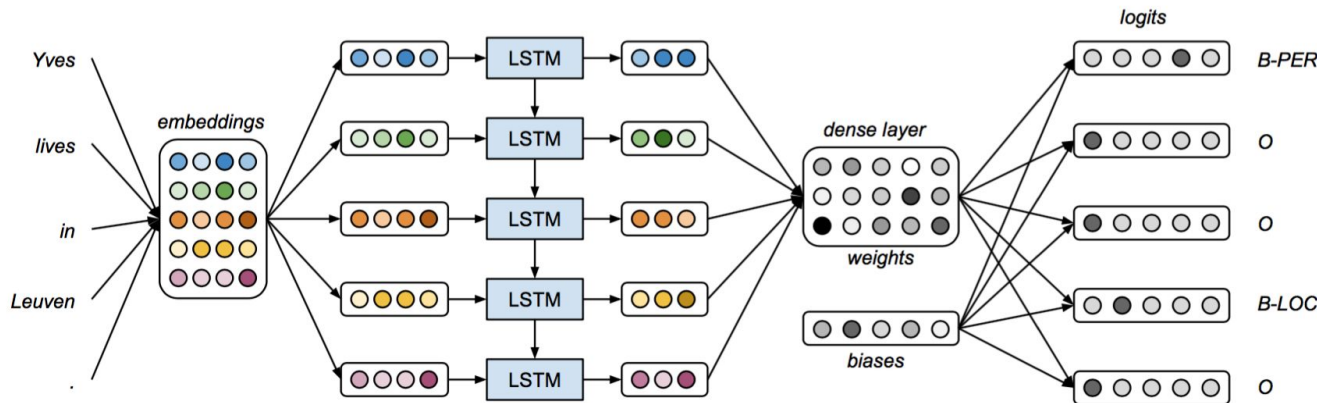 Yves
lives
in
Leuven
.
embeddings
LSTM
LSTM
LSTM
LSTM
LSTM
dense layer
weights
biases
logits
B-PER
O
O
B-LOC
O